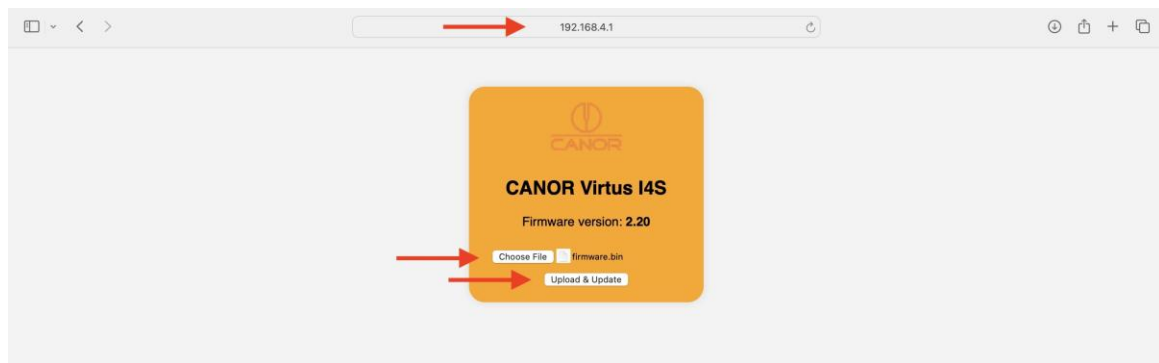 192.168.4.1
CANOR
CANOR Virtus I4S
Firmware version: 2.20
Choose File firmware.bin
Upload & Update